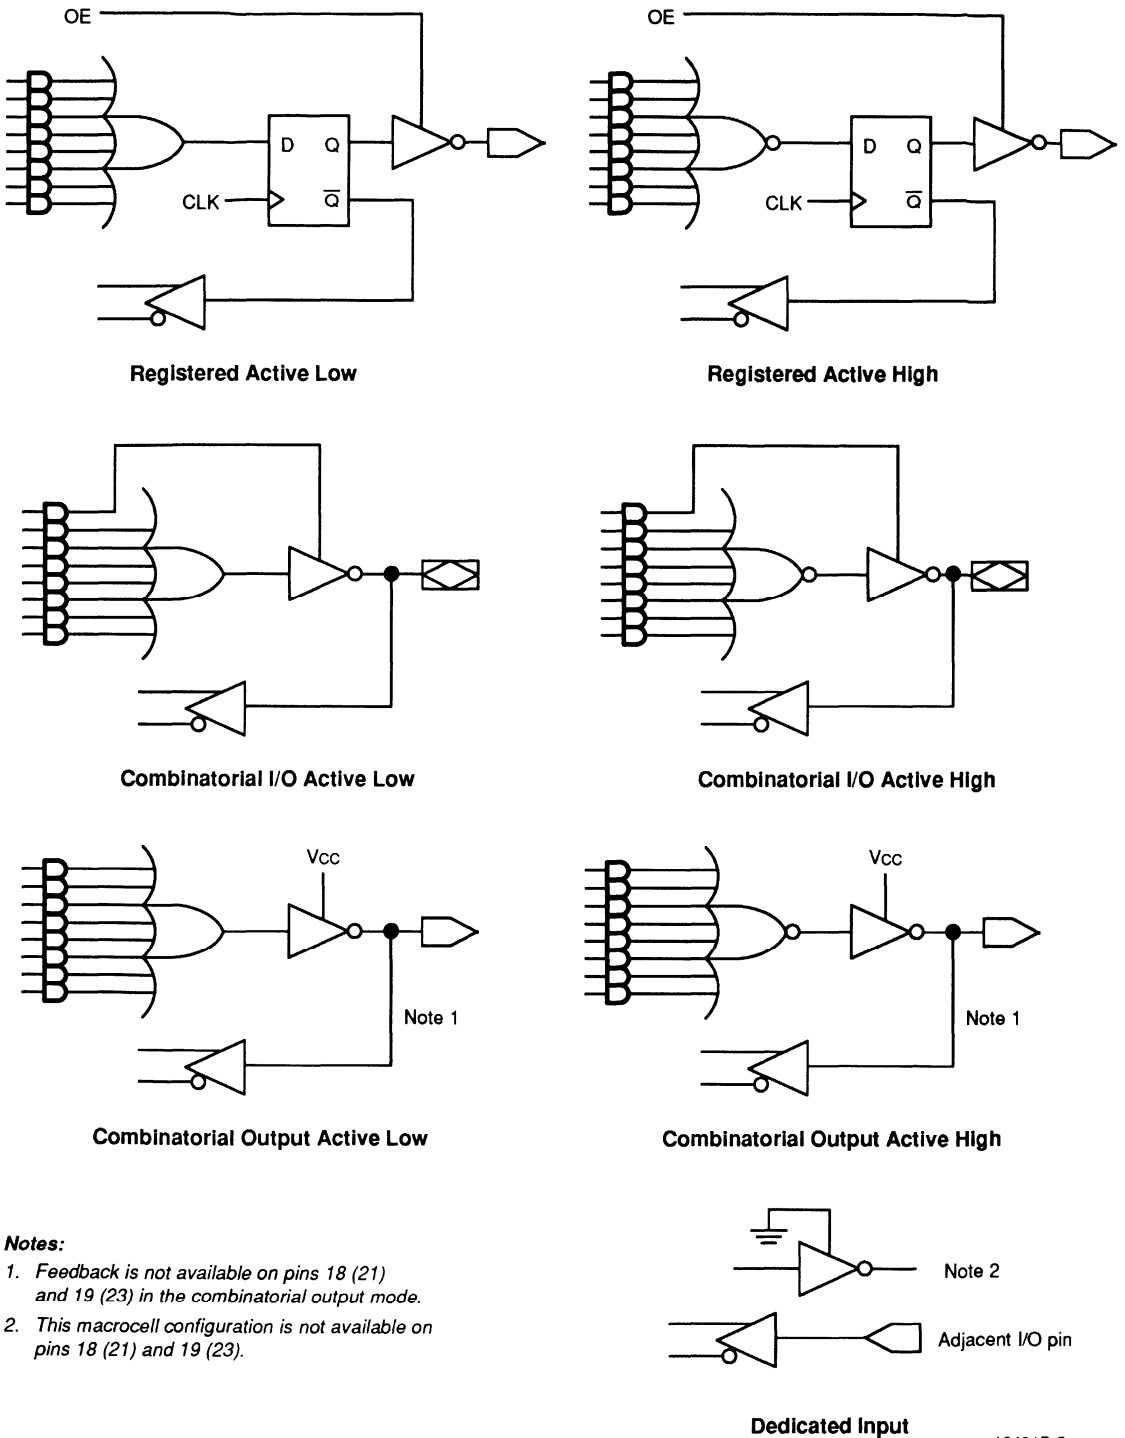 OE
OE
D Q
CLK
Q
D Q
CLK
Q
Registered Active Low
Registered Active High
Combinatorial I/O Active Low
Combinatorial I/O Active High
VCC
VCC
Note 1
Note 1
Combinatorial Output Active Low
Combinatorial Output Active High
Notes:
1. Feedback is not available on pins 18 (21)
and 19 (23) in the combinatorial output mode.
2. This macrocell configuration is not available on
pins 18 (21) and 19 (23).
Note 2
Adjacent I/O pin
Dedicated Input